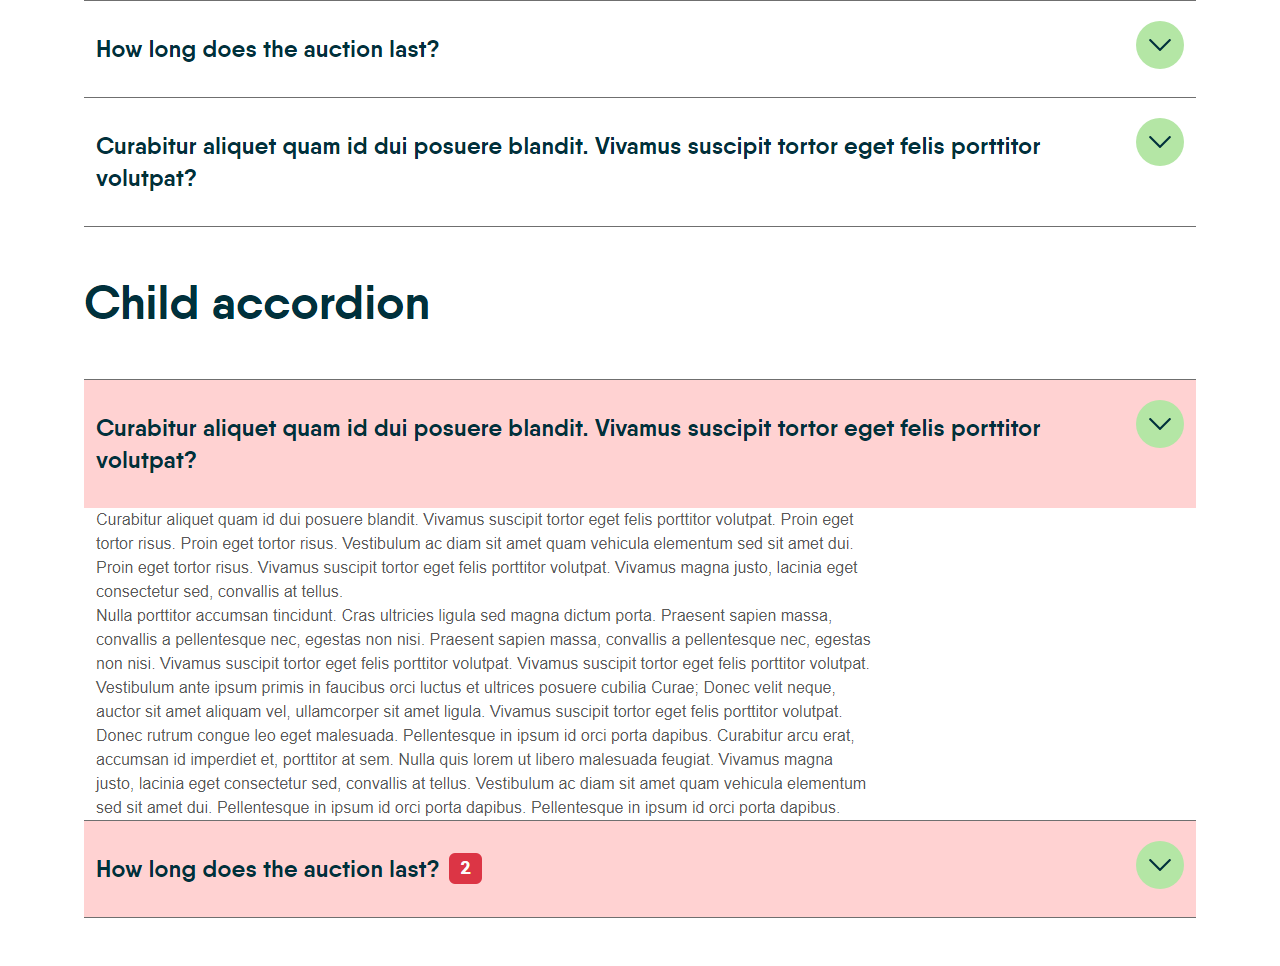 How long does the auction last?
Curabitur aliquet quam id dui posuere blandit. Vivamus suscipit tortor eget felis porttitor
volutpat?
Child accordion
Curabitur aliquet quam id dui posuere blandit. Vivamus suscipit tortor eget felis porttitor
volutpat?
Curabitur aliquet quam id dui posuere blandit. Vivamus suscipit tortor eget felis porttitor volutpat. Proin eget
tortor risus. Proin eget tortor risus. Vestibulum ac diam sit amet quam vehicula elementum sed sit amet dui.
Proin eget tortor risus. Vivamus suscipit tortor eget felis porttitor volutpat. Vivamus magna justo, lacinia eget
consectetur sed, convallis at tellus.
Nulla porttitor accumsan tincidunt. Cras ultricies ligula sed magna dictum porta. Praesent sapien massa,
convallis a pellentesque nec, egestas non nisi. Praesent sapien massa, convallis a pellentesque nec, egestas
non nisi. Vivamus suscipit tortor eget felis porttitor volutpat. Vivamus suscipit tortor eget felis porttitor volutpat.
Vestibulum ante ipsum primis in faucibus orci luctus et ultrices posuere cubilia Curae; Donec velit neque,
auctor sit amet aliquam vel, ullamcorper sit amet ligula. Vivamus suscipit tortor eget felis porttitor volutpat.
Donec rutrum congue leo eget malesuada. Pellentesque in ipsum id orci porta dapibus. Curabitur arcu erat,
accumsan id imperdiet et, porttitor at sem. Nulla quis lorem ut libero malesuada feugiat. Vivamus magna
justo, lacinia eget consectetur sed, convallis at tellus. Vestibulum ac diam sit amet quam vehicula elementum
sed sit amet dui. Pellentesque in ipsum id orci porta dapibus. Pellentesque in ipsum id orci porta dapibus.
How long does the auction last? 2